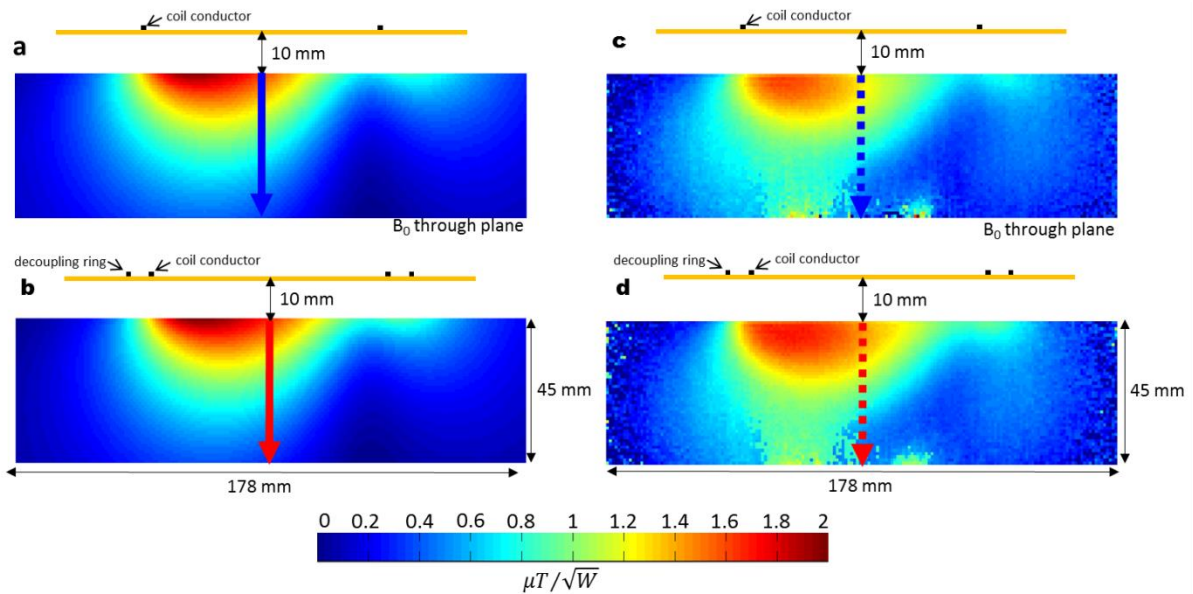 coil conductor
a
10 mm
B₀ through plane
coil conductor
c
10 mm
B₀ through plane
decoupling ring
coil conductor
b
10 mm
45 mm
178 mm
decoupling ring
coil conductor
d
10 mm
45 mm
178 mm
0 0.2 0.4 0.6 0.8 1 1.2 1.4 1.6 1.8 2
μT/√W